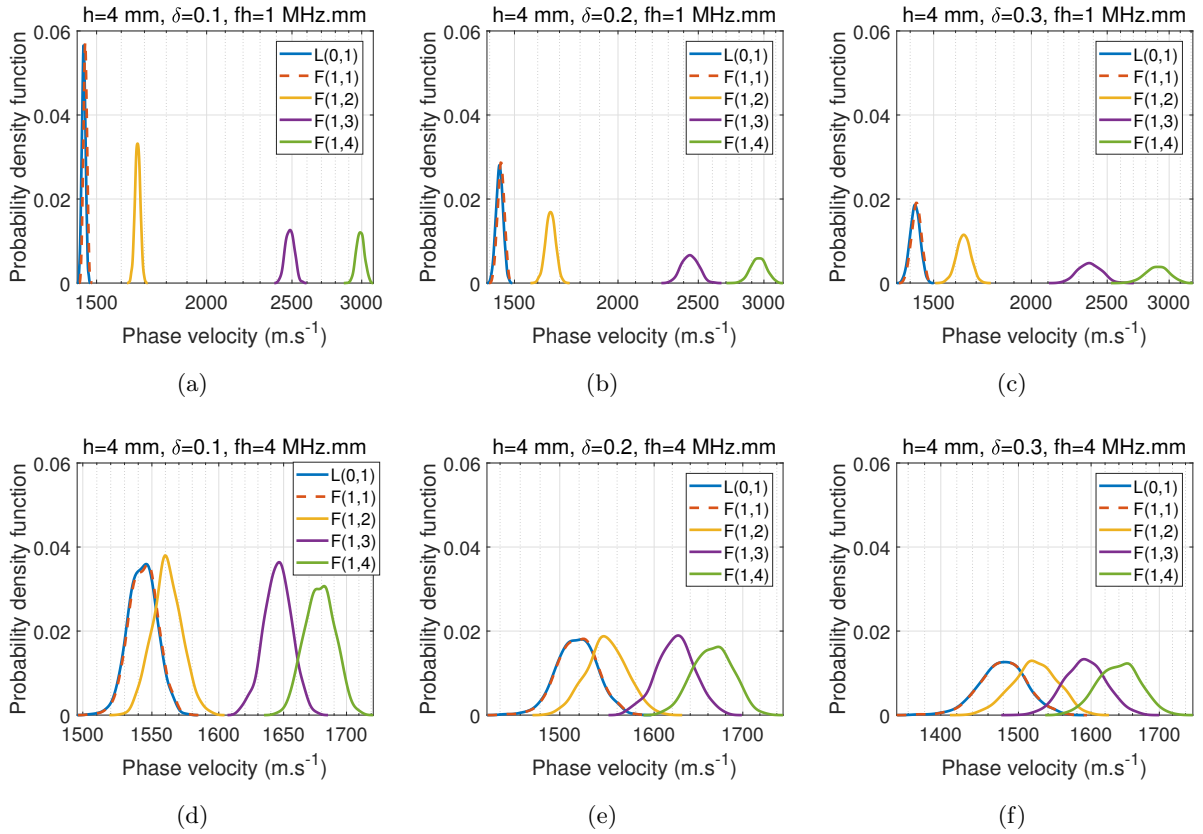 h=4 mm, δ=0.1, fh=1 MHz.mm
Probability density function
0.06
0.04
0.02
0
L(0,1)
F(1,1)
F(1,2)
F(1,3)
F(1,4)
1500
2000
2500
3000
Phase velocity (m.s-1)
(a)
h=4 mm, δ=0.2, fh=1 MHz.mm
Probability density function
0.06
0.04
0.02
0
L(0,1)
F(1,1)
F(1,2)
F(1,3)
F(1,4)
1500
2000
2500
3000
Phase velocity (m.s-1)
(b)
h=4 mm, δ=0.3, fh=1 MHz.mm
Probability density function
0.06
0.04
0.02
0
L(0,1)
F(1,1)
F(1,2)
F(1,3)
F(1,4)
1500
2000
2500
3000
Phase velocity (m.s-1)
(c)
h=4 mm, δ=0.1, fh=4 MHz.mm
Probability density function
0.06
0.04
0.02
0
L(0,1)
F(1,1)
F(1,2)
F(1,3)
F(1,4)
1500
1550
1600
1650
1700
Phase velocity (m.s-1)
(d)
h=4 mm, δ=0.2, fh=4 MHz.mm
Probability density function
0.06
0.04
0.02
0
L(0,1)
F(1,1)
F(1,2)
F(1,3)
F(1,4)
1500
1600
1700
Phase velocity (m.s-1)
(e)
h=4 mm, δ=0.3, fh=4 MHz.mm
Probability density function
0.06
0.04
0.02
0
L(0,1)
F(1,1)
F(1,2)
F(1,3)
F(1,4)
1400
1500
1600
1700
Phase velocity (m.s-1)
(f)